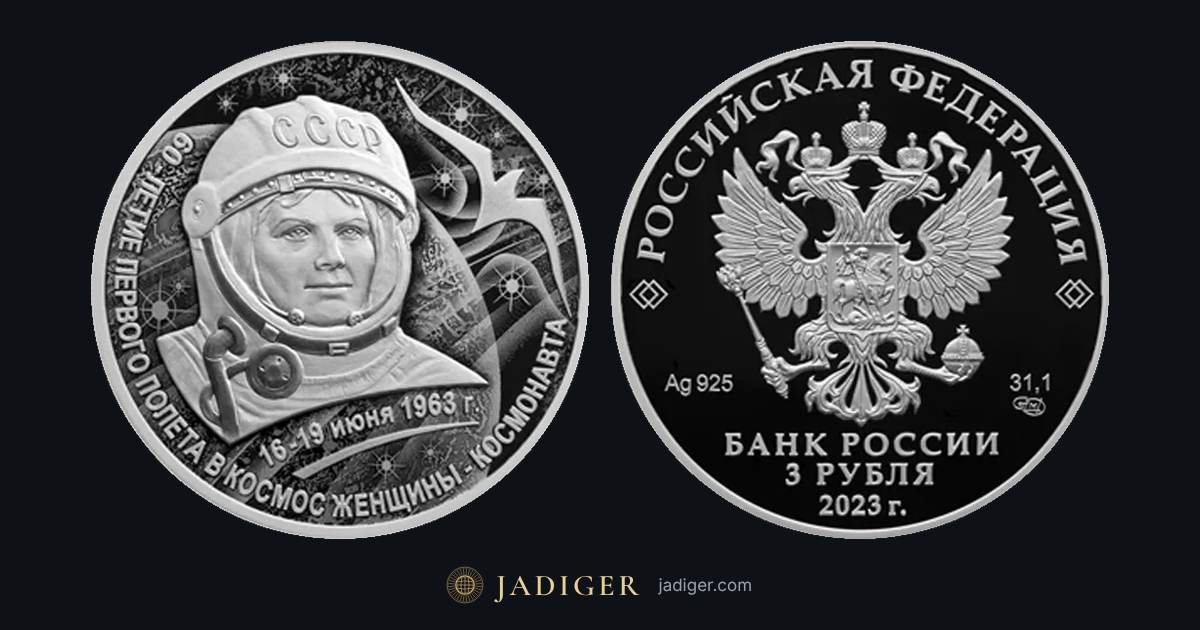 СССР
60-ЛЕТИЕ ПЕРВОГО ПОЛЕТА В КОСМОС ЖЕНЩИНЫ - КОСМОНАВТА
16-19 июня 1963 г.
РОССИЙСКАЯ ФЕДЕРАЦИЯ
Ag 925
31,1
БАНК РОССИИ
3 РУБЛЯ
2023 г.
JADIGER
jadiger.com